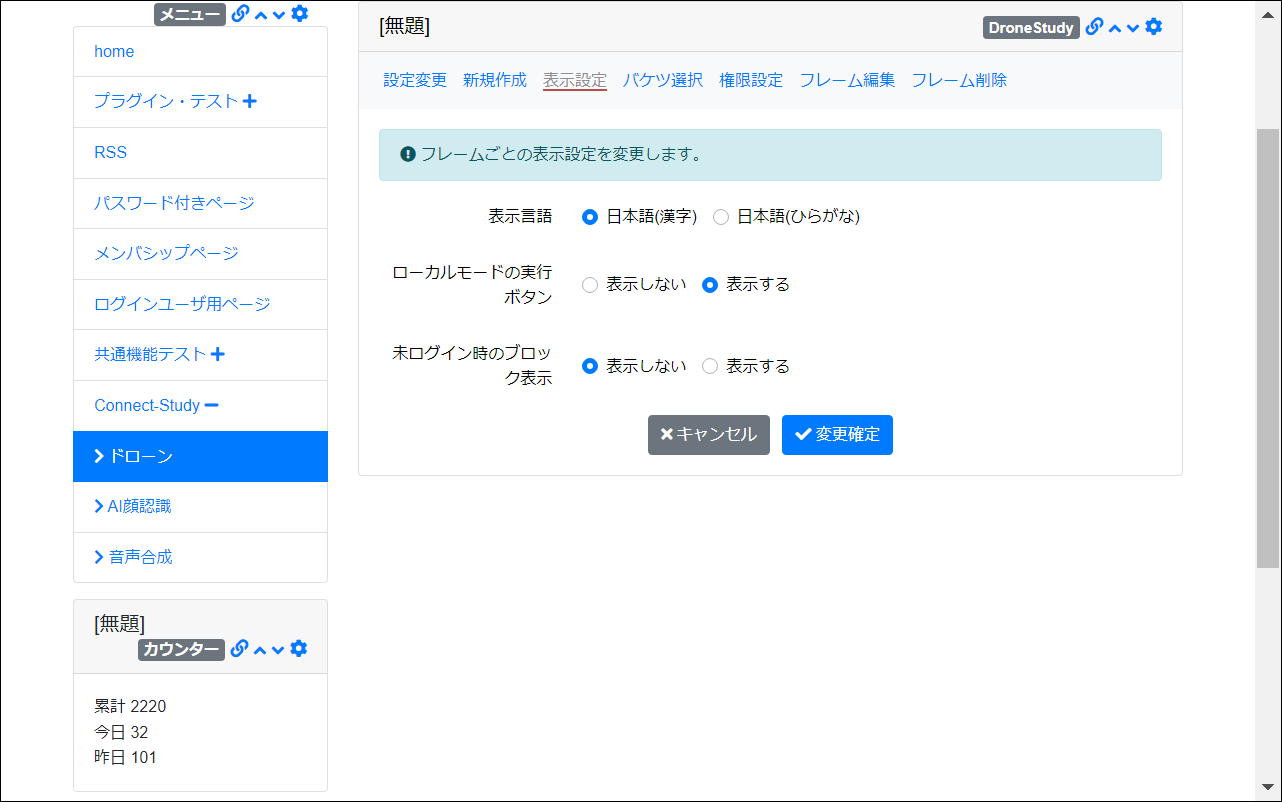 メニュー
home
プラグイン・テスト
RSS
パスワード付きページ
メンバシップページ
ログインユーザ用ページ
共通機能テスト
Connect-Study
ドローン
AI顔認識
音声合成
[無題]
カウンター
累計 2220
今日 32
昨日 101
[無題]
DroneStudy
設定変更 新規作成 表示設定 バケツ選択 権限設定 フレーム編集 フレーム削除
フレームごとの表示設定を変更します。
表示言語 日本語(漢字) 日本語(ひらがな)
ローカルモードの実行
ボタン
表示しない 表示する
未ログイン時のブロッ
ク表示
表示しない 表示する
キャンセル 変更確定